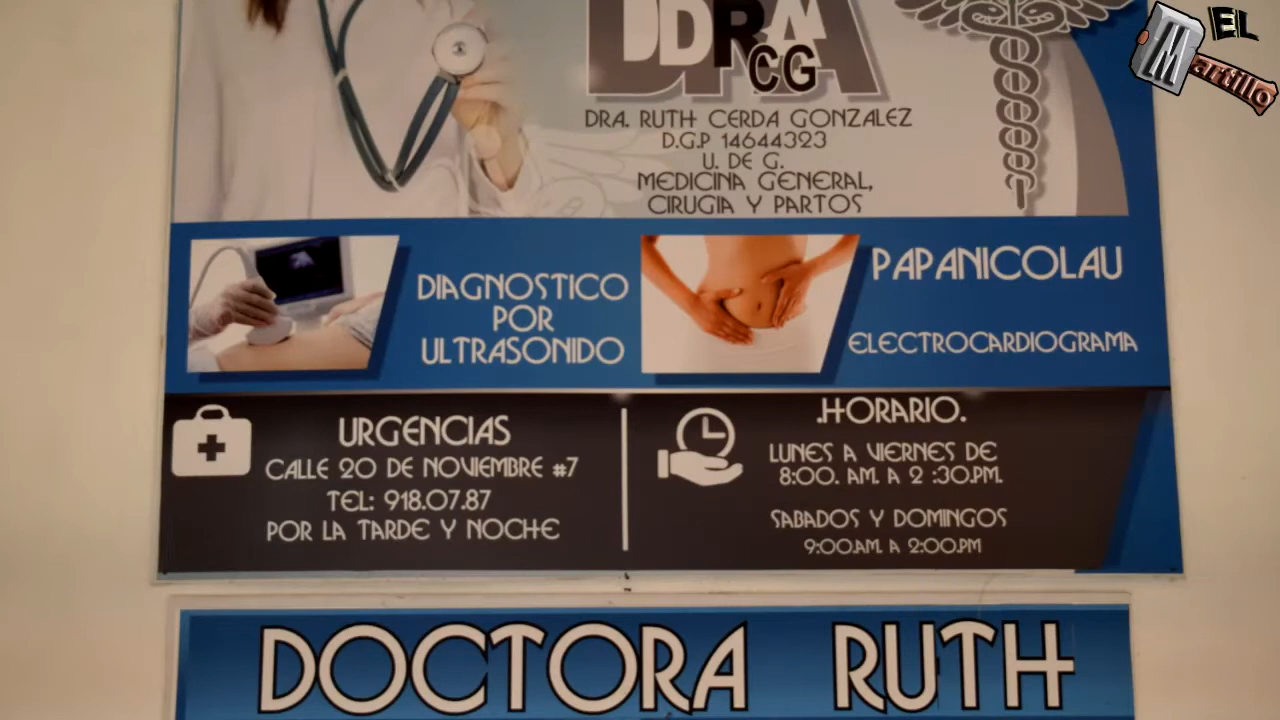 EL
Martillo
DRA
CG
DRA. RUTH CERDA GONZALEZ
D.G.P 14644323
U. DE G.
MEDICINA GENERAL,
CIRUGIA Y PARTOS
DIAGNOSTICO
POR
ULTRASONIDO
PAPANICOLAU
ELECTROCARDIOGRAMA
URGENCIAS
CALLE 20 DE NOVIEMBRE #7
TEL: 918.07.87
POR LA TARDE Y NOCHE
.HORARIO.
LUNES A VIERNES DE
8:00. AM. A 2 :30.PM.
SABADOS Y DOMINGOS
9:00.AM. A 2:00.PM
DOCTORA RUTH